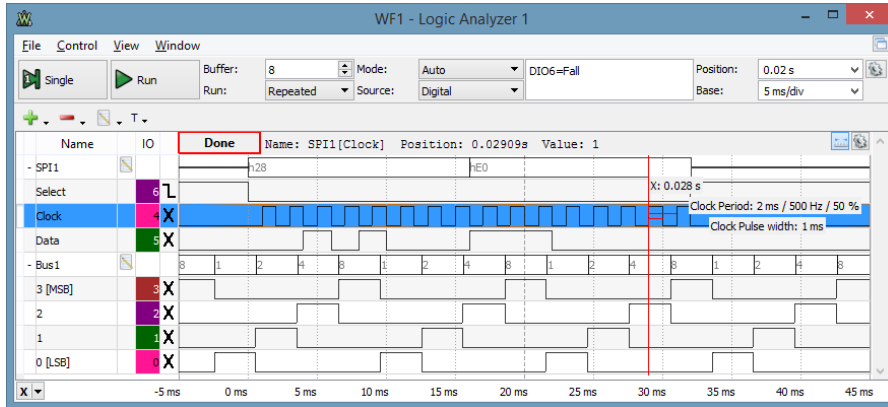 WF1 - Logic Analyzer 1
File Control View Window
Single Run Buffer: 8 Mode: Auto DIO6=Fall Position: 0.02 s
Run: Repeated Source: Digital Base: 5 ms/div
T
Name IO Done Name: SPI1[Clock] Position: 0.02909s Value: 1
- SPI1 h28 hE0
Select 6 X: 0.028 s
Clock 4 X Clock Period: 2 ms / 500 Hz / 50 %
Clock Pulse width: 1 ms
Data 5 X
- Bus1 8 1 2 4 8 1 2 4 8 1 2 4 8 1 2 4 8
3 [MSB] 3 X
2 2 X
1 1 X
0 [LSB] 0 X
X -5 ms 0 ms 5 ms 10 ms 15 ms 20 ms 25 ms 30 ms 35 ms 40 ms 45 ms